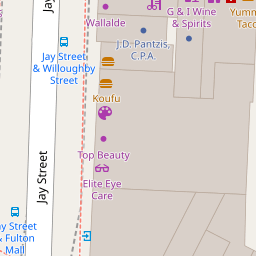 Wallalde
G & I Wine
& Spirits
Yumm
Taco
J.D. Pantzis,
C.P.A.
Jay Street
& Willoughby
Street
Koufu
Top Beauty
Elite Eye
Care
Jay Street
ay Street
& Fulton
Mall